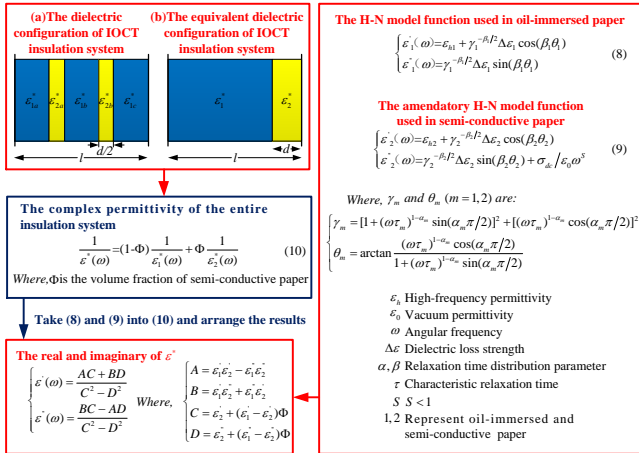 (a)The dielectric
configuration of IOCT
insulation system
(b)The equivalent dielectric
configuration of IOCT
insulation system
ε*1a ε*2a ε*1b ε*2b ε*1c
d/2
l
ε*1 ε*2
d
l
The complex permittivity of the entire
insulation system
1/ε*(ω) =(1-Φ) 1/ε*1(ω) + Φ 1/ε*2(ω) (10)
Where,Φis the volume fraction of semi-conductive paper
Take (8) and (9) into (10) and arrange the results
The real and imaginary of ε*
ε'(ω) = (AC + BD)/(C² − D²)
ε"(ω) = (BC − AD)/(C² − D²)
Where,
A = ε'1ε'2 − ε"1ε"2
B = ε'1ε"2 + ε"1ε'2
C = ε'2 + (ε'1 − ε'2)Φ
D = ε"2 + (ε"1 − ε"2)Φ
The H-N model function used in oil-immersed paper
ε'1(ω)=εh1 + γ1^(−β1/2) Δε1 cos(β1θ1)
ε"1(ω)=γ1^(−β1/2) Δε1 sin(β1θ1)
(8)
The amendatory H-N model function
used in semi-conductive paper
ε'2(ω)=εh2 + γ2^(−β2/2) Δε2 cos(β2θ2)
ε"2(ω)=γ2^(−β2/2) Δε2 sin(β2θ2) + σdc/ε0ω^S
(9)
Where, γm and θm (m = 1,2) are:
γm = [1 + (ωτm)^(1−αm) sin(αmπ/2)]² + [(ωτm)^(1−αm) cos(αmπ/2)]²
θm = arctan (ωτm)^(1−αm) cos(αmπ/2) / 1 + (ωτm)^(1−αm) sin(αmπ/2)
εh High-frequency permittivity
ε0 Vacuum permittivity
ω Angular frequency
Δε Dielectric loss strength
α, β Relaxation time distribution parameter
τ Characteristic relaxation time
S S < 1
1,2 Represent oil-immersed and
semi-conductive paper